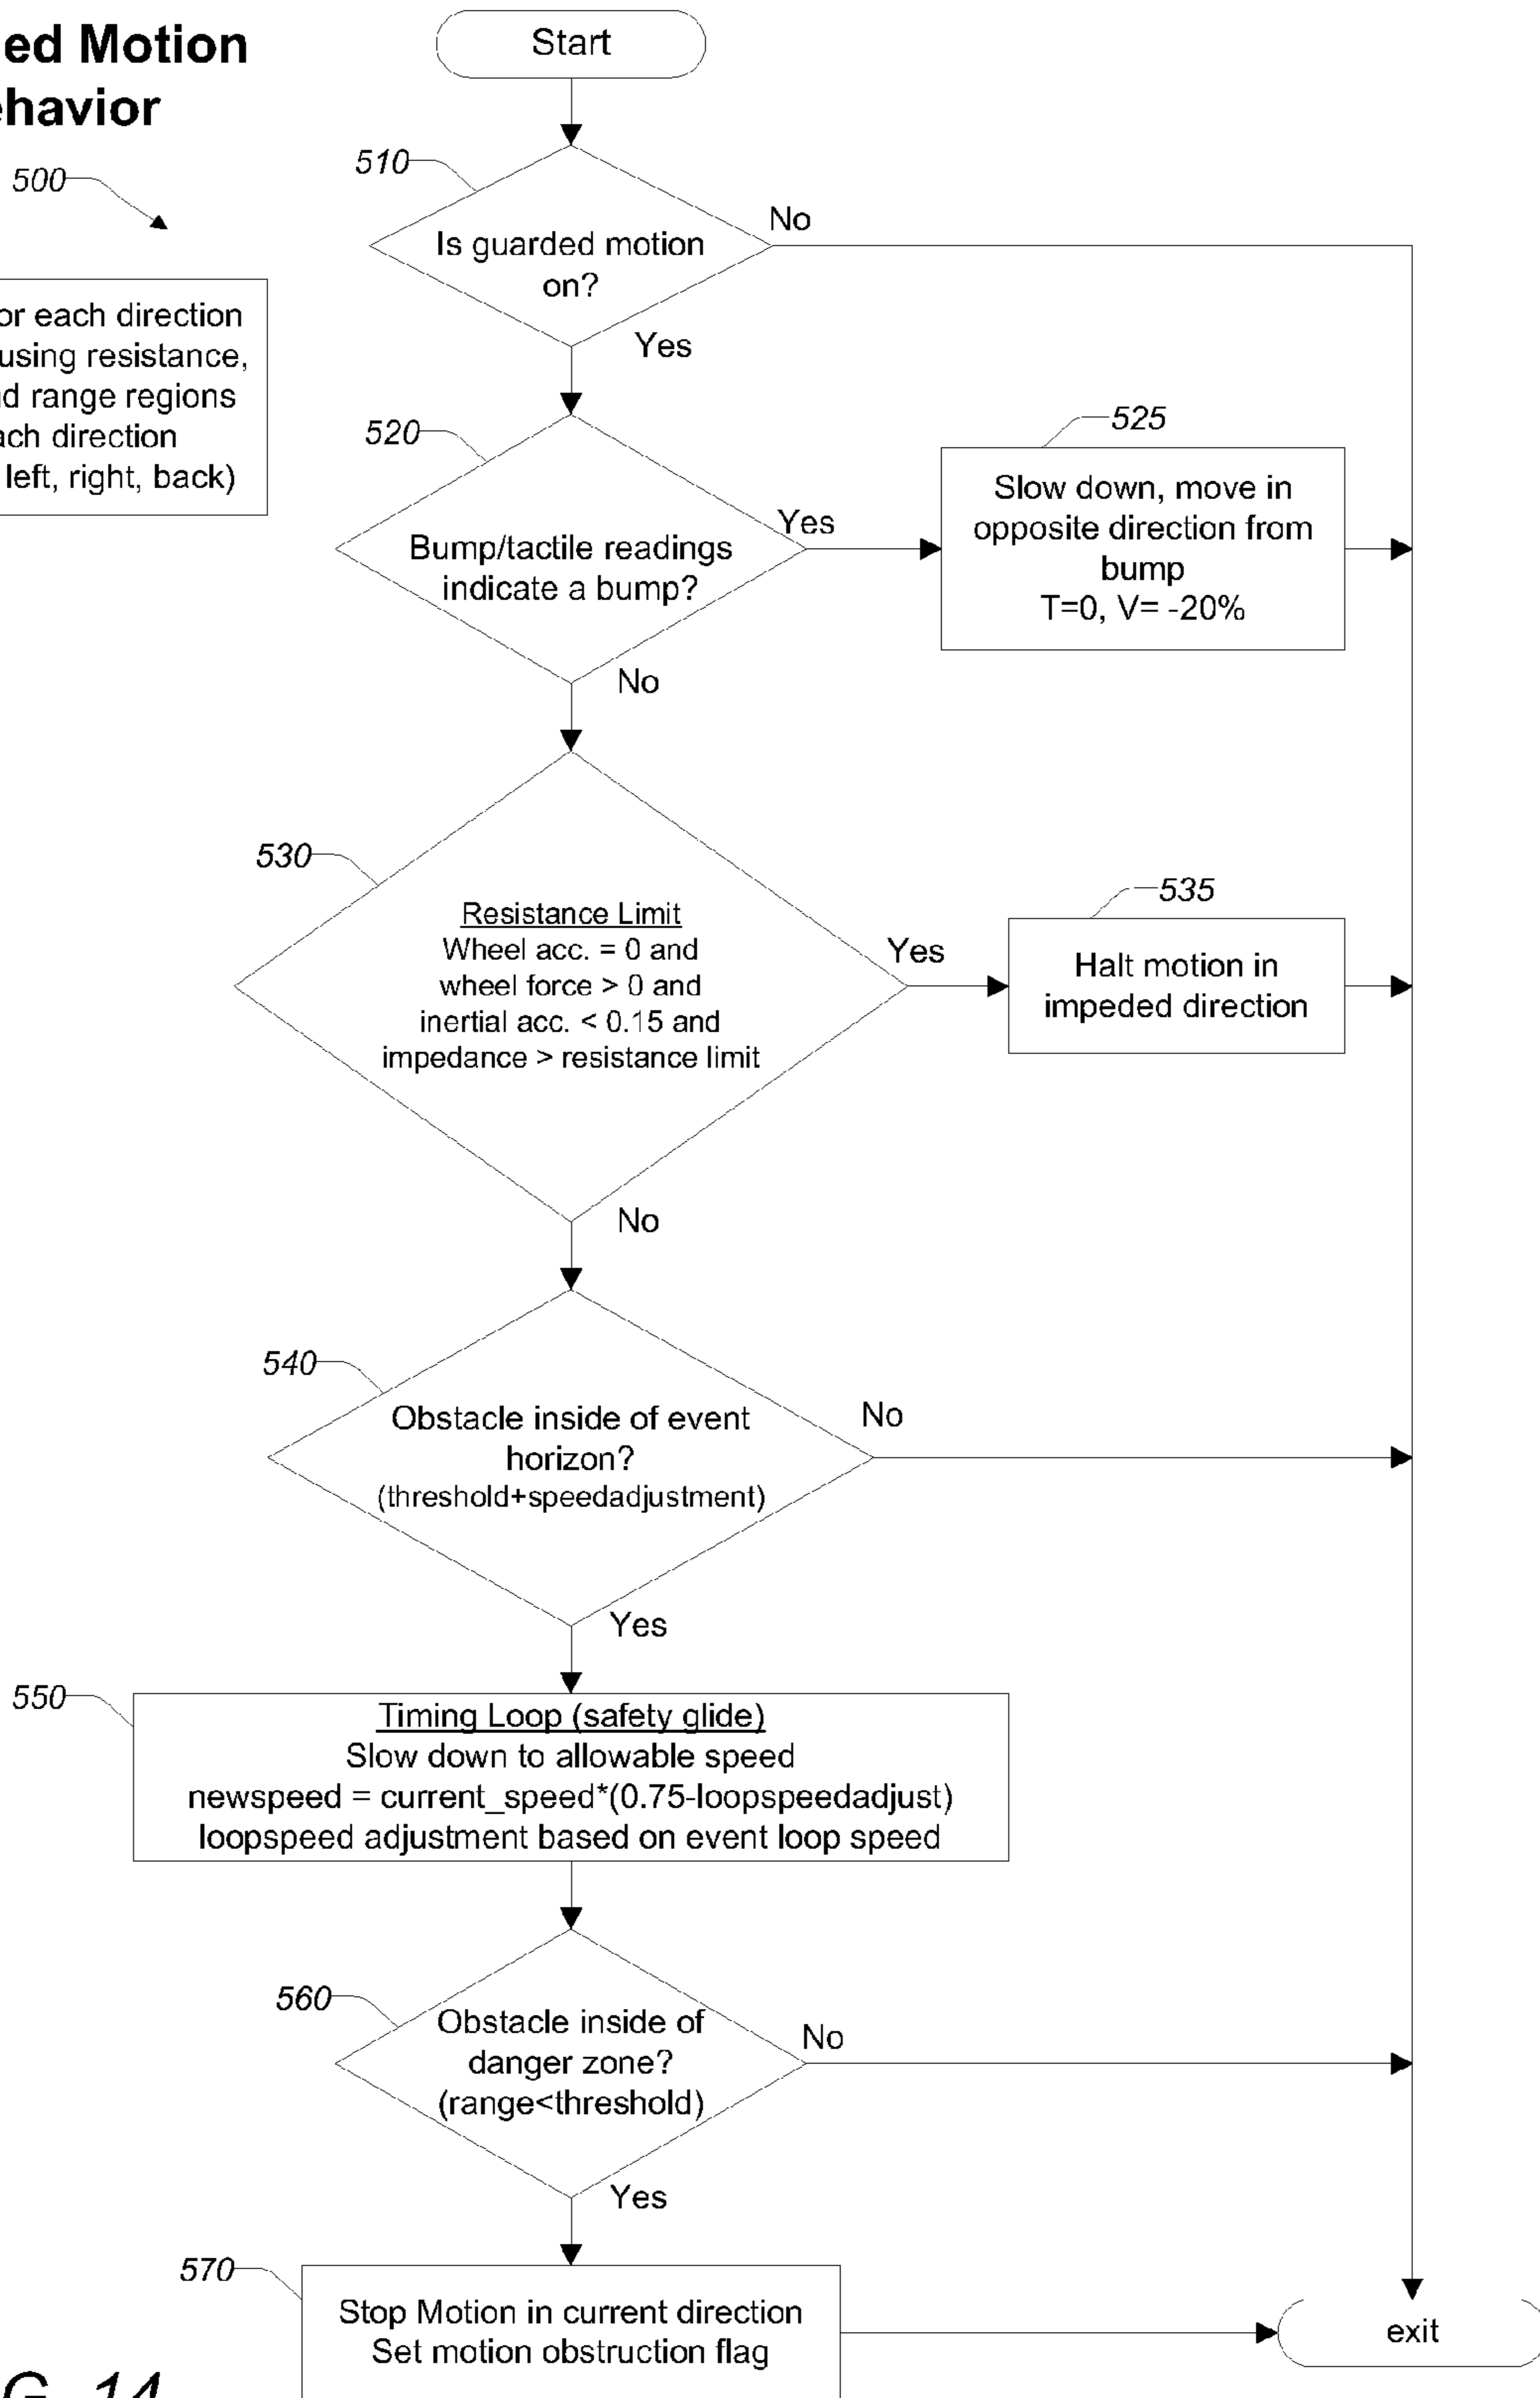 ed Motion
ehavior
500
or each direction
using resistance,
d range regions
ach direction
left, right, back)
Start
510
Is guarded motion
on?
No
Yes
520
Bump/tactile readings
indicate a bump?
Yes
No
525
Slow down, move in
opposite direction from
bump
T=0, V= -20%
530
Resistance Limit
Wheel acc. = 0 and
wheel force > 0 and
inertial acc. < 0.15 and
impedance > resistance limit
Yes
No
535
Halt motion in
impeded direction
540
Obstacle inside of event
horizon?
(threshold+speedadjustment)
No
Yes
550
Timing Loop (safety glide)
Slow down to allowable speed
newspeed = current_speed*(0.75-loopspeedadjust)
loopspeed adjustment based on event loop speed
560
Obstacle inside of
danger zone?
(range<threshold)
No
Yes
570
Stop Motion in current direction
Set motion obstruction flag
exit
G. 14